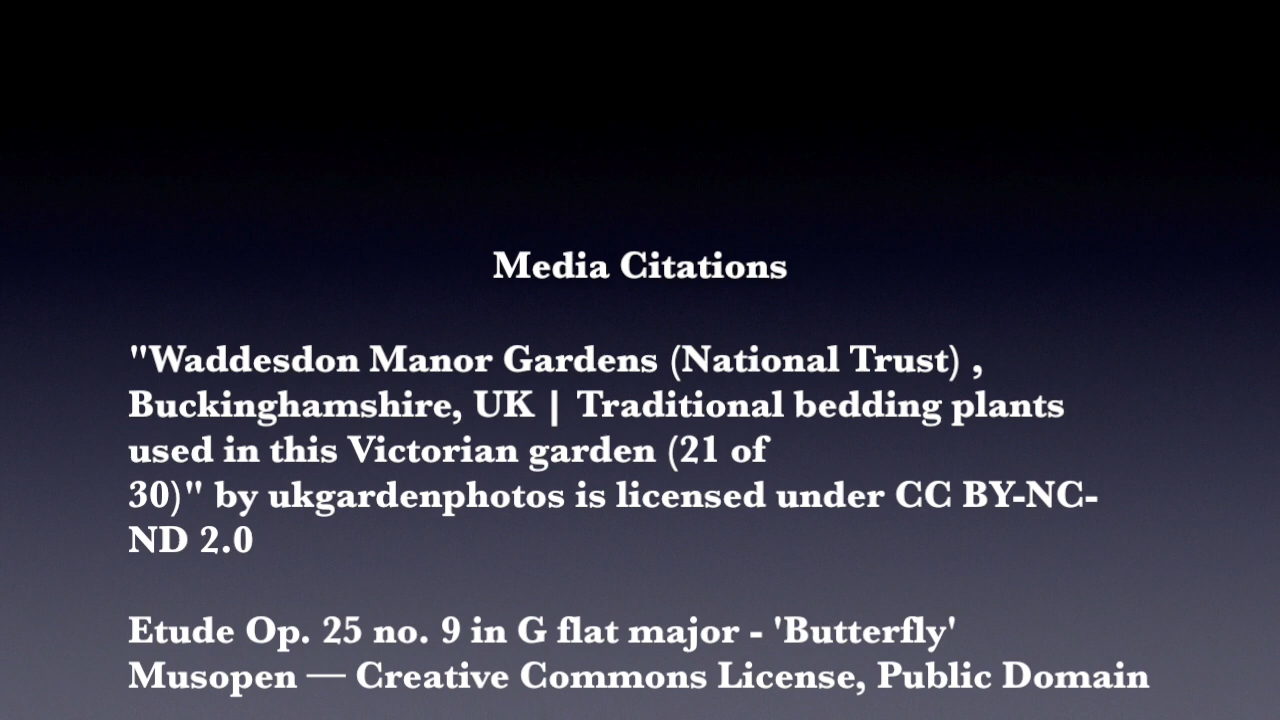 Media Citations
"Waddesdon Manor Gardens (National Trust) ,
Buckinghamshire, UK | Traditional bedding plants
used in this Victorian garden (21 of
30)" by ukgardenphotos is licensed under CC BY-NC-
ND 2.0
Etude Op. 25 no. 9 in G flat major - 'Butterfly'
Musopen — Creative Commons License, Public Domain